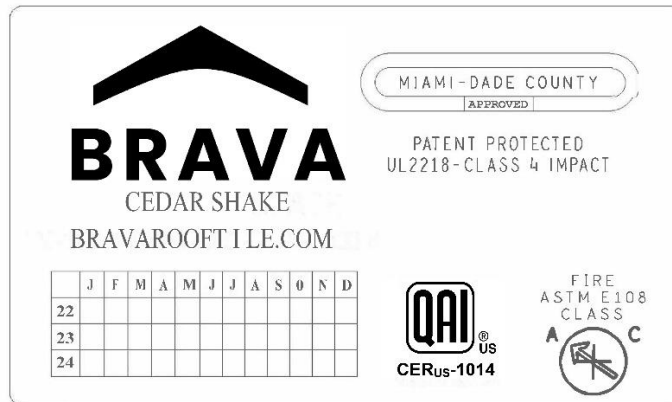 BRAVA
CEDAR SHAKE
BRAVAROOFTILE.COM
MIAMI-DADE COUNTY
APPROVED
PATENT PROTECTED
UL2218-CLASS 4 IMPACT
J F M A M J J A S 0 N D
22
23
24
QAI ® US
CERUS-1014
FIRE
ASTM E108
CLASS
A C